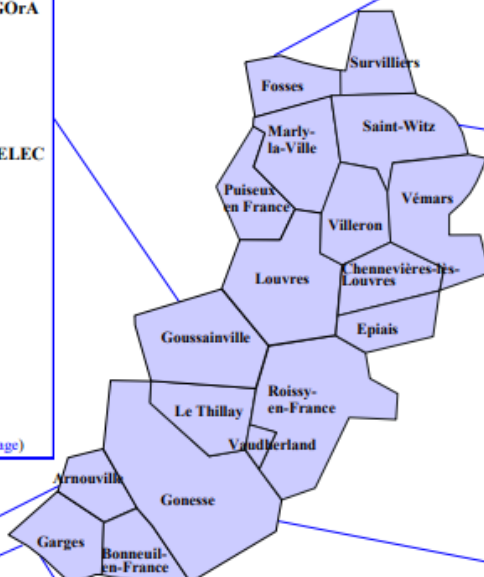 GOrA
Survilliers
Fosses
Saint-Witz
Marly-
la-Ville
ELEC
Puiseux
en France
Vémars
Villeron
Chennevières-lès-
Louvres
Louvres
Epiais
Goussainville
Roissy-
en-France
Le Thillay
Vaudherland
age)
Arnouville
Gonesse
Garges
Bonneuil-
en-France